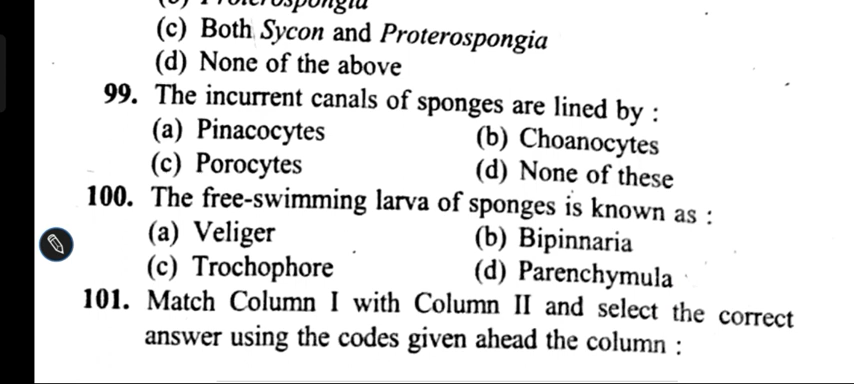 (c) Both Sycon and Proterospongia
(d) None of the above
99. The incurrent canals of sponges are lined by :
(a) Pinacocytes (b) Choanocytes
(c) Porocytes (d) None of these
100. The free-swimming larva of sponges is known as :
(a) Veliger (b) Bipinnaria
(c) Trochophore (d) Parenchymula
101. Match Column I with Column II and select the correct
answer using the codes given ahead the column :